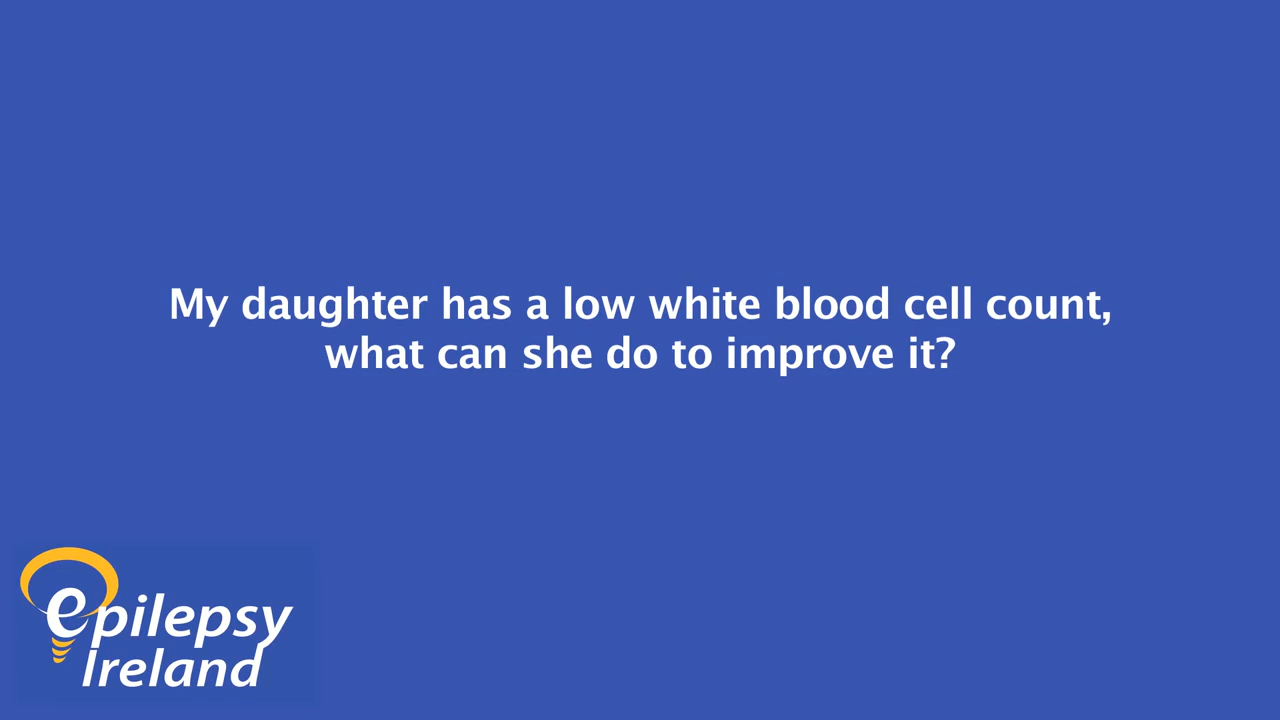 My daughter has a low white blood cell count,
what can she do to improve it?
epilepsy
Ireland